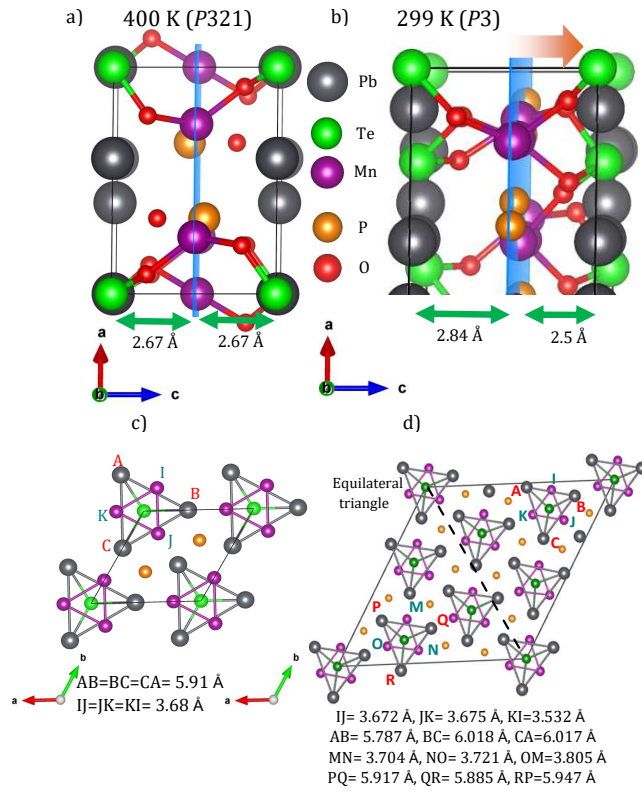 a) 400 K (P321)
b) 299 K (P3)
Pb
Te
Mn
P
O
2.67 Å 2.67 Å
2.84 Å 2.5 Å
a
b c
a
b c
c)
d)
A I
B
K
C J
Equilateral
triangle
A I
B
K J
C
P M
Q
O N
R
b
a
b
a
AB=BC=CA= 5.91 Å
IJ=JK=KI= 3.68 Å
IJ= 3.672 Å, JK= 3.675 Å, KI=3.532 Å
AB= 5.787 Å, BC= 6.018 Å, CA=6.017 Å
MN= 3.704 Å, NO= 3.721 Å, OM=3.805 Å
PQ= 5.917 Å, QR= 5.885 Å, RP=5.947 Å